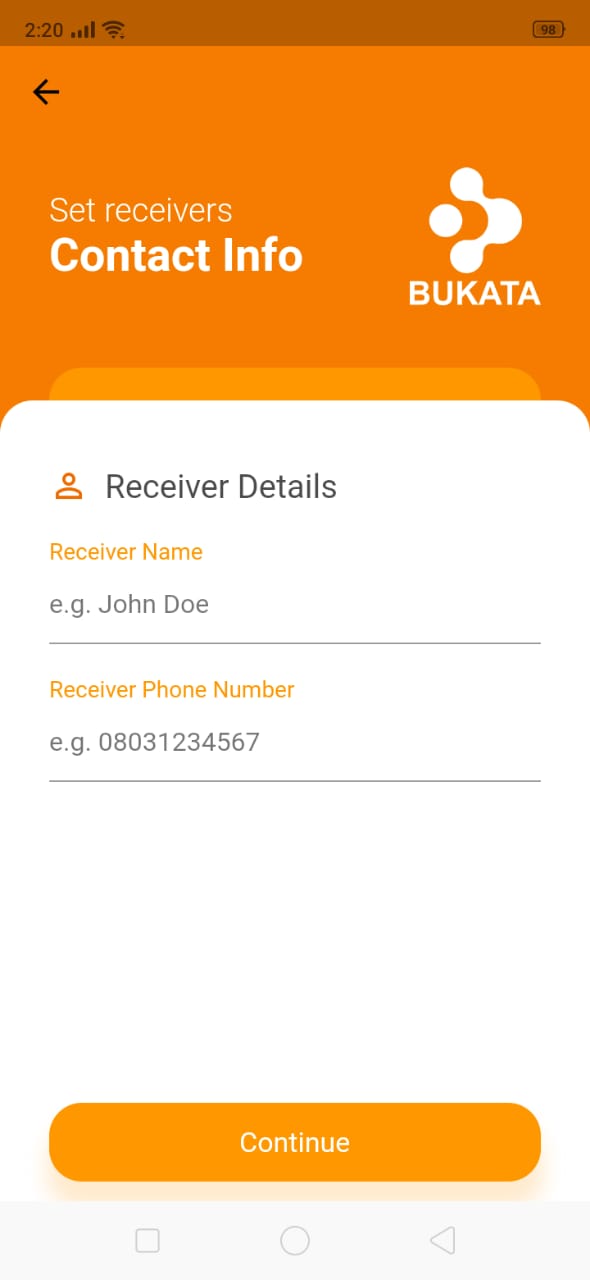 2:20
98
Set receivers
Contact Info
BUKATA
Receiver Details
Receiver Name
e.g. John Doe
Receiver Phone Number
e.g. 08031234567
Continue